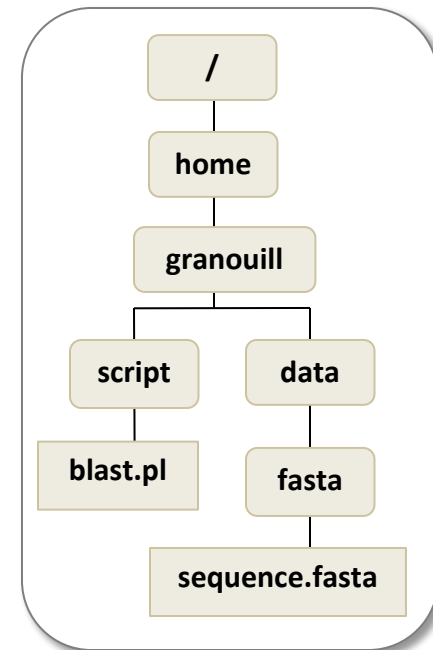 /
home
granouill
script
data
blast.pl
fasta
sequence.fasta